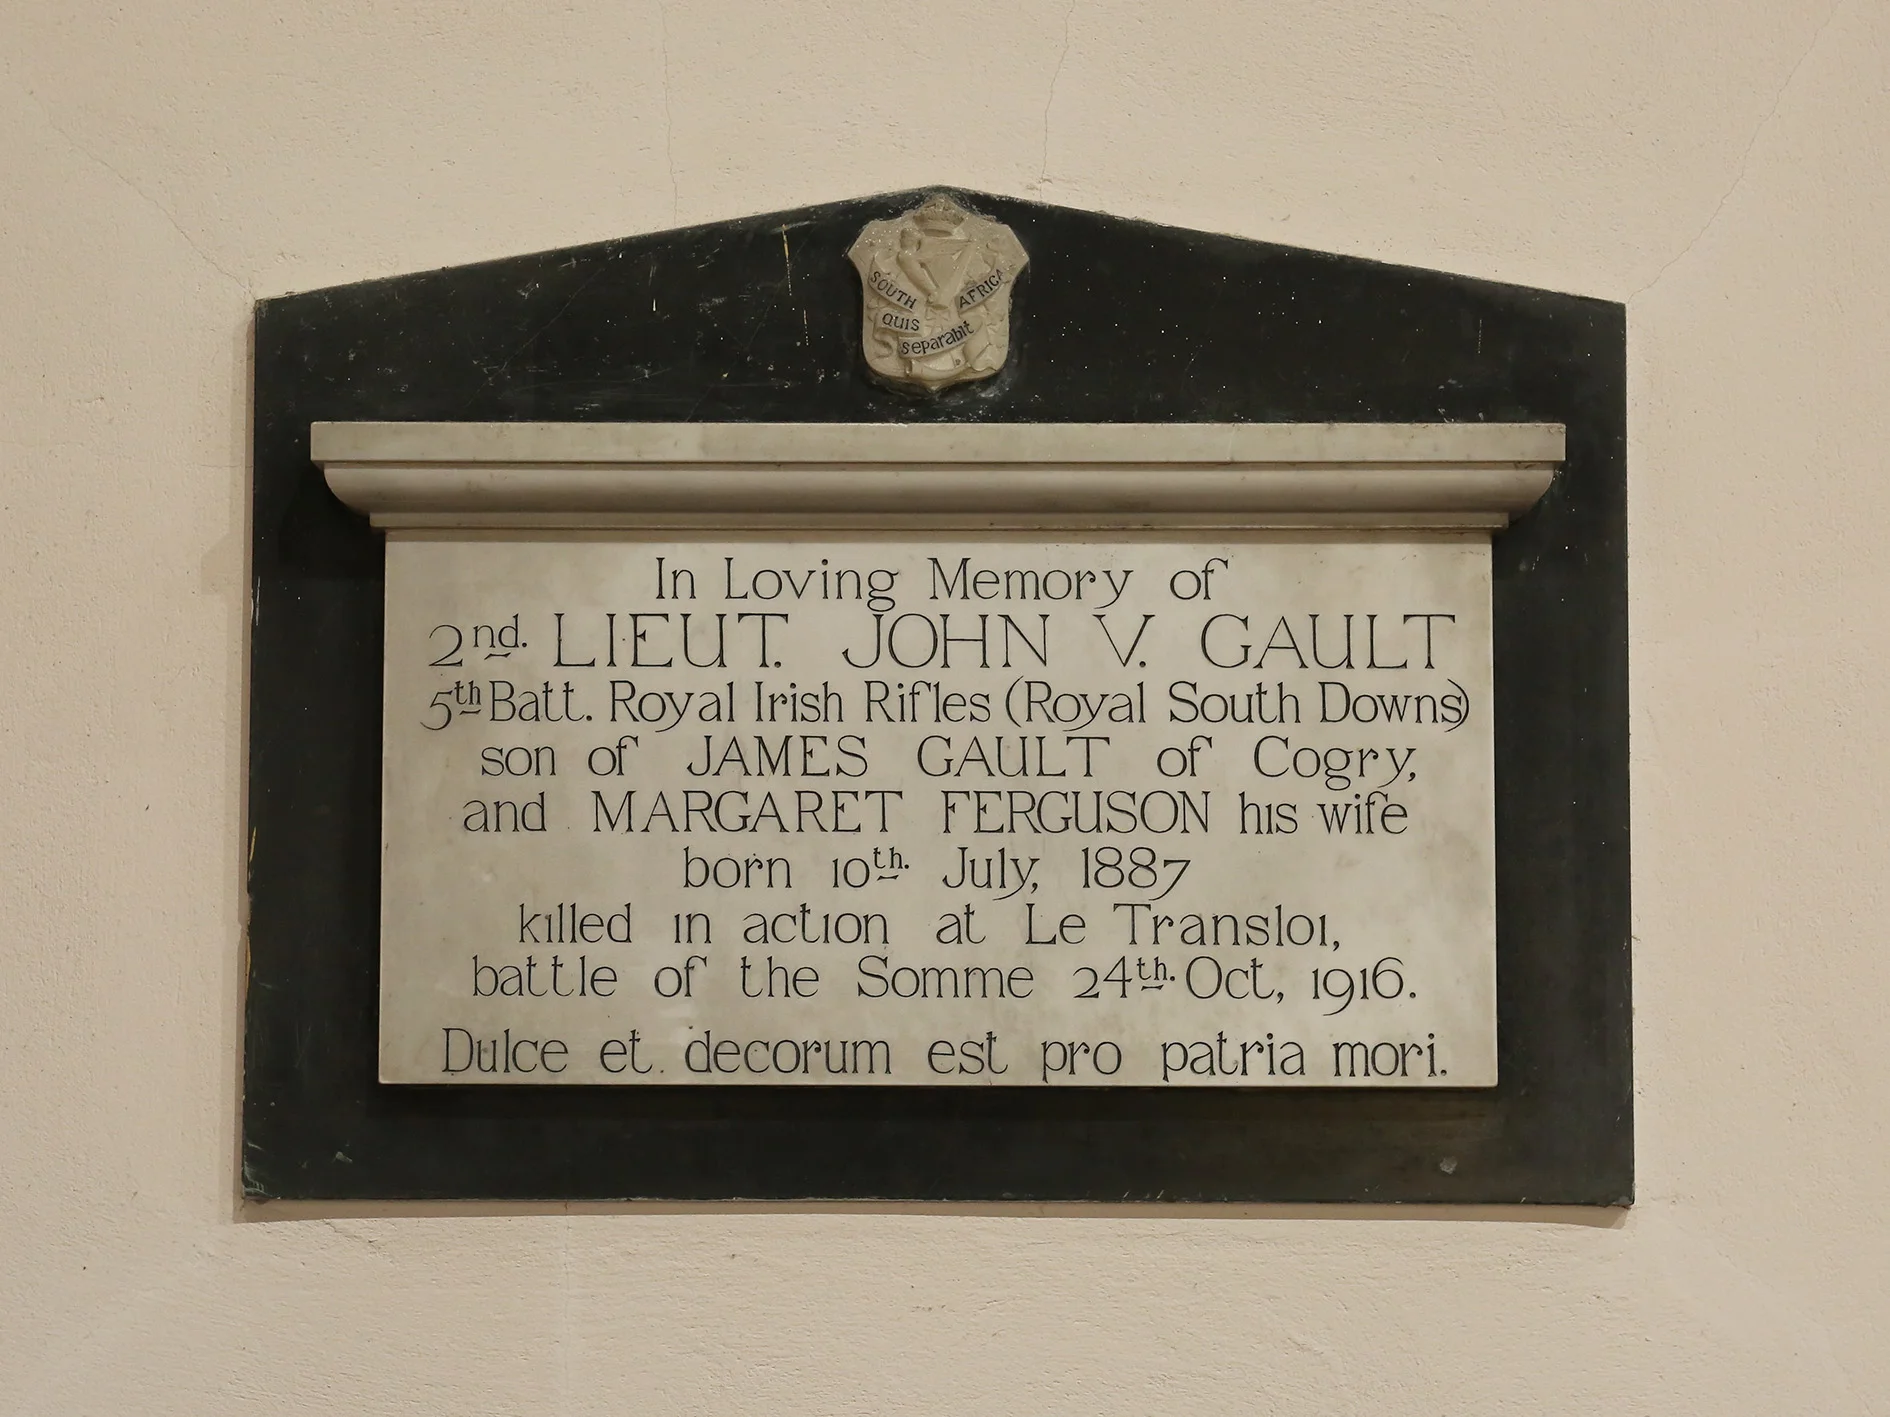 SOUTH AFRICA
QUIS
separabit
In Loving Memory of
2nd. LIEUT. JOHN V. GAULT
5th Batt. Royal Irish Rifles (Royal South Downs)
son of JAMES GAULT of Cogry,
and MARGARET FERGUSON his wife
born 10th. July, 1887
killed in action at Le Transloi,
battle of the Somme 24th. Oct, 1916.
Dulce et decorum est pro patria mori.